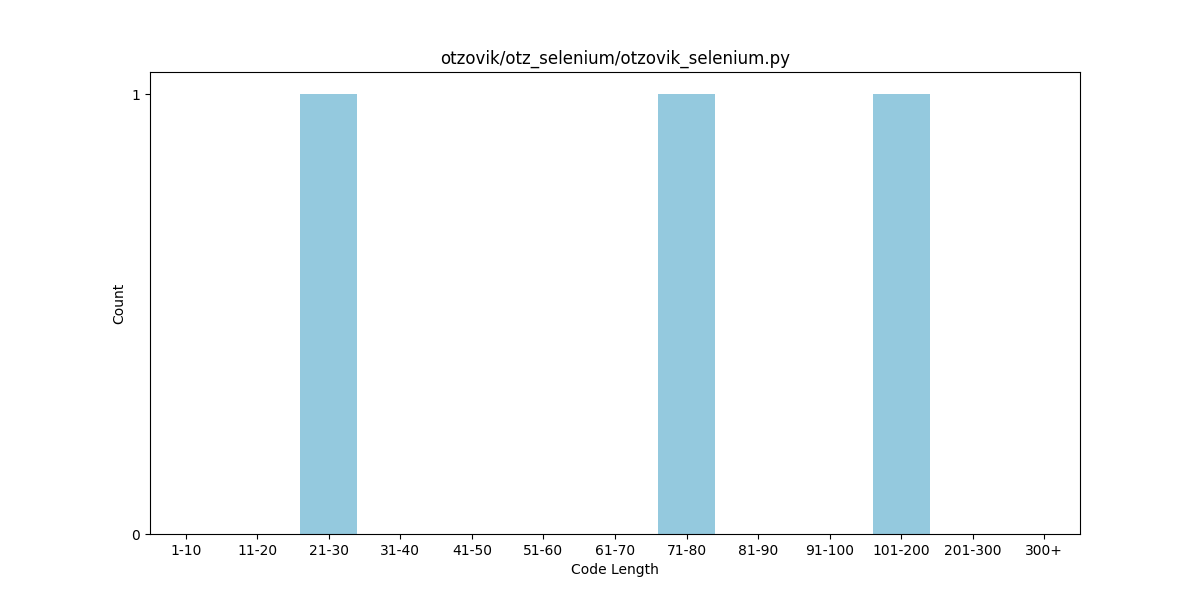 otzovik/otz_selenium/otzovik_selenium.py
1
Count
0
1-10 11-20 21-30 31-40 41-50 51-60 61-70 71-80 81-90 91-100 101-200 201-300 300+
Code Length